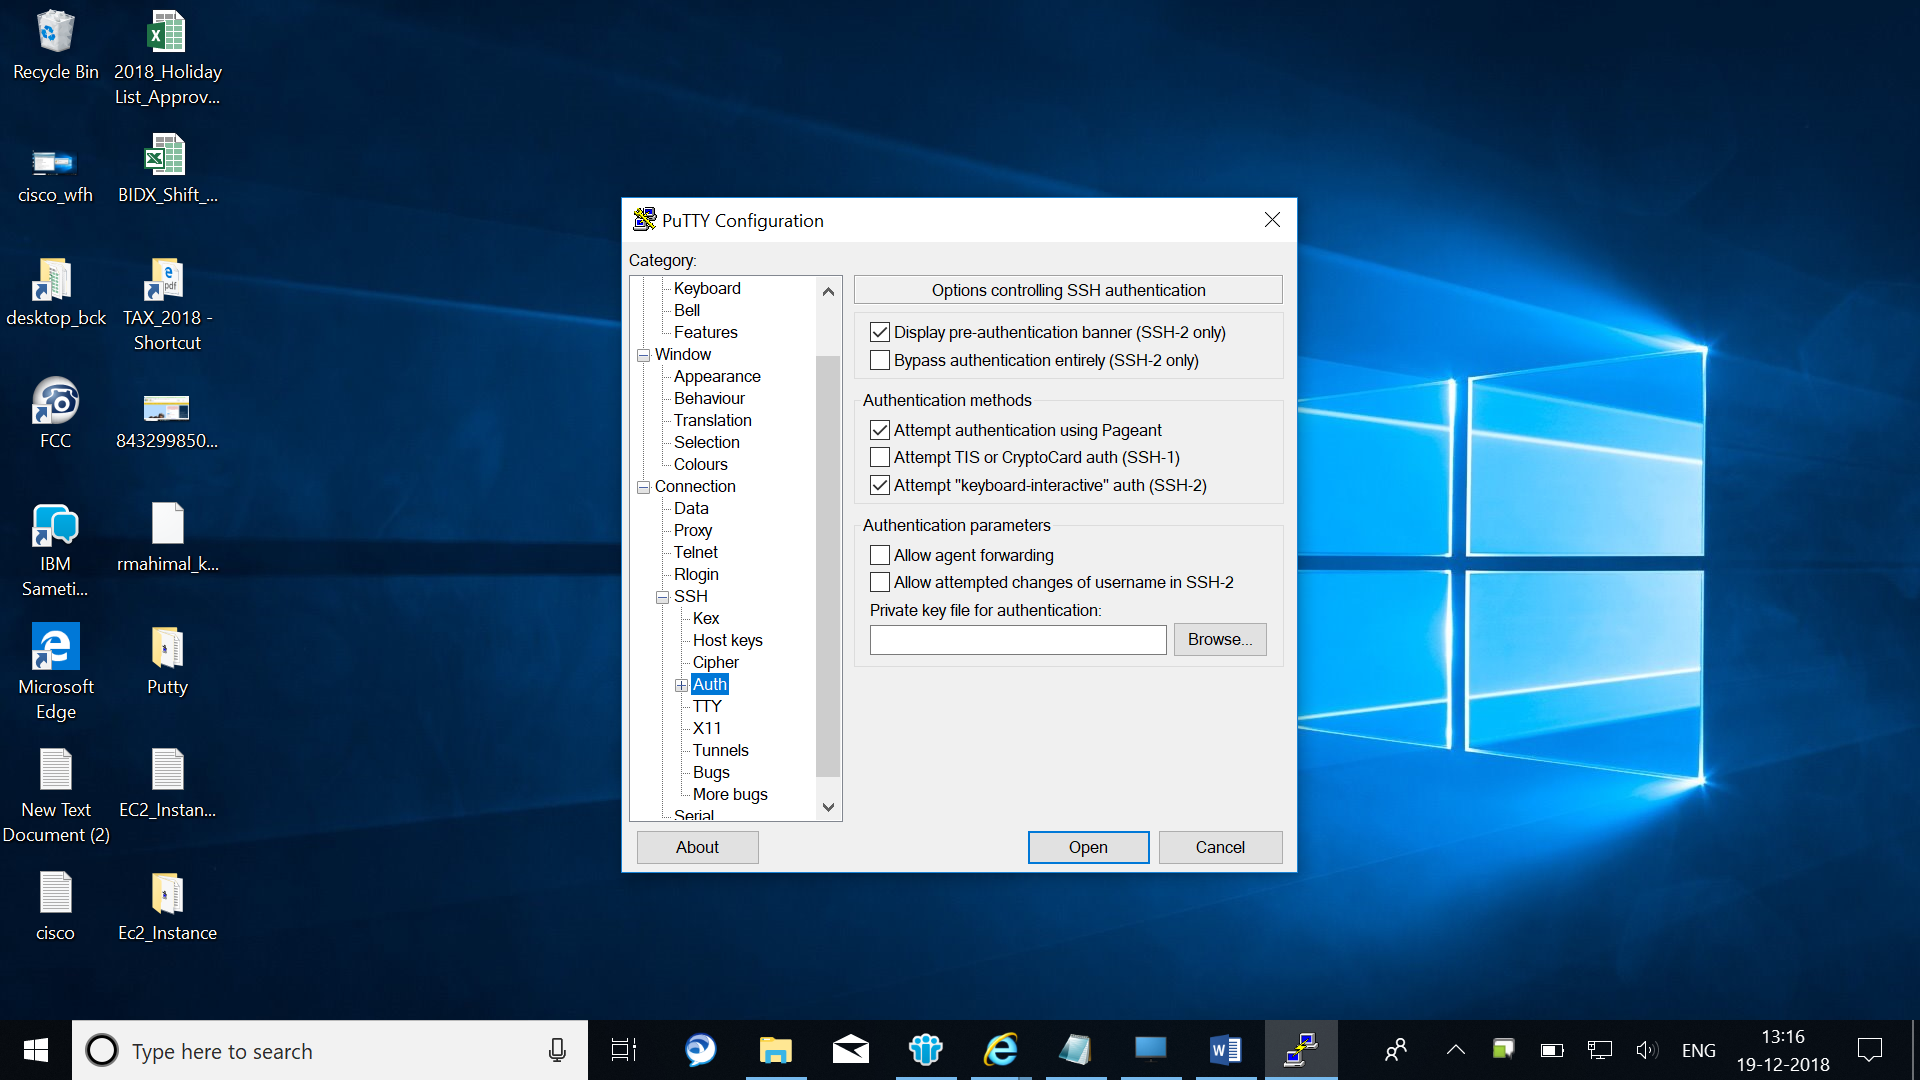 Recycle Bin
2018_Holiday
List_Approv...
cisco_wfh
BIDX_Shift_...
desktop_bck
TAX_2018 -
Shortcut
FCC
843299850...
IBM
Sameti...
rmahimal_k...
Microsoft
Edge
Putty
New Text
Document (2)
EC2_Instan...
cisco
Ec2_Instance
pdf
PuTTY Configuration
Category:
Keyboard
Bell
Features
Window
Appearance
Behaviour
Translation
Selection
Colours
Connection
Data
Proxy
Telnet
Rlogin
SSH
Kex
Host keys
Cipher
Auth
TTY
X11
Tunnels
Bugs
More bugs
Serial
Options controlling SSH authentication
Display pre-authentication banner (SSH-2 only)
Bypass authentication entirely (SSH-2 only)
Authentication methods
Attempt authentication using Pageant
Attempt TIS or CryptoCard auth (SSH-1)
Attempt "keyboard-interactive" auth (SSH-2)
Authentication parameters
Allow agent forwarding
Allow attempted changes of username in SSH-2
Private key file for authentication:
Browse...
About
Open
Cancel
Type here to search
ENG
13:16
19-12-2018